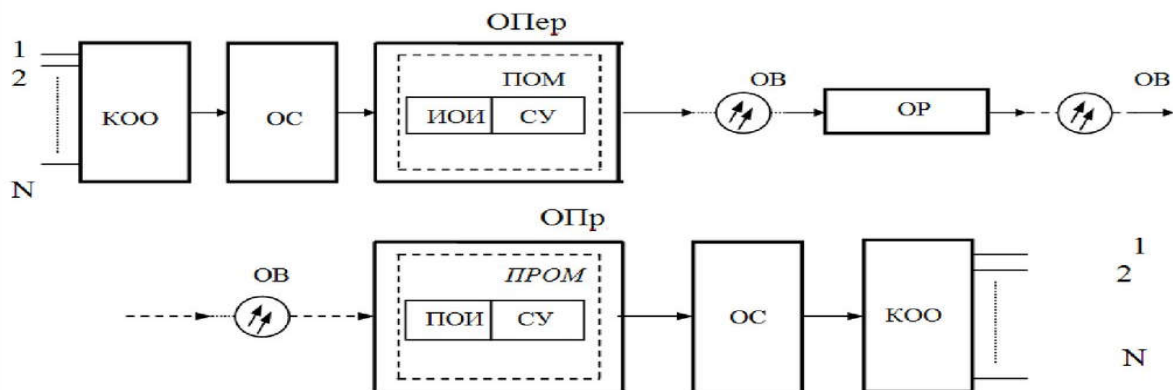 ОПер
1
2
N
КОО
ОС
ПОМ
ИОИ СУ
ОВ
ОР
ОВ
ОПр
ОВ
ПРОМ
ПОИ СУ
ОС
КОО
1
2
N